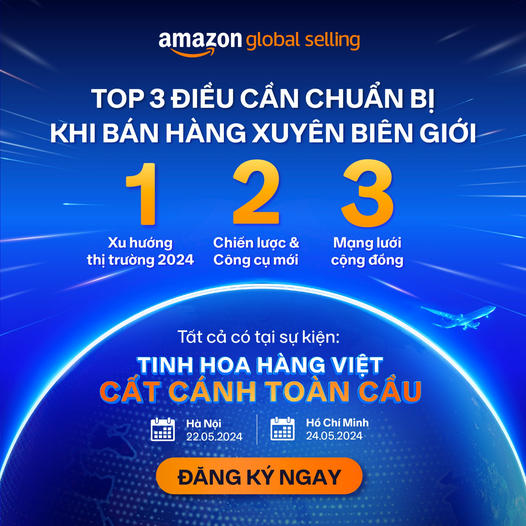 amazon global selling
TOP 3 ĐIỀU CẦN CHUẨN BỊ
KHI BÁN HÀNG XUYÊN BIÊN GIỚI
1 2 3
Xu hướng Chiến lược & Mạng lưới
thị trường 2024 Công cụ mới cộng đồng
Tất cả có tại sự kiện:
TINH HOA HÀNG VIỆT
CẤT CÁNH TOÀN CẦU
Hà Nội Hồ Chí Minh
22.05.2024 24.05.2024
ĐĂNG KÝ NGAY